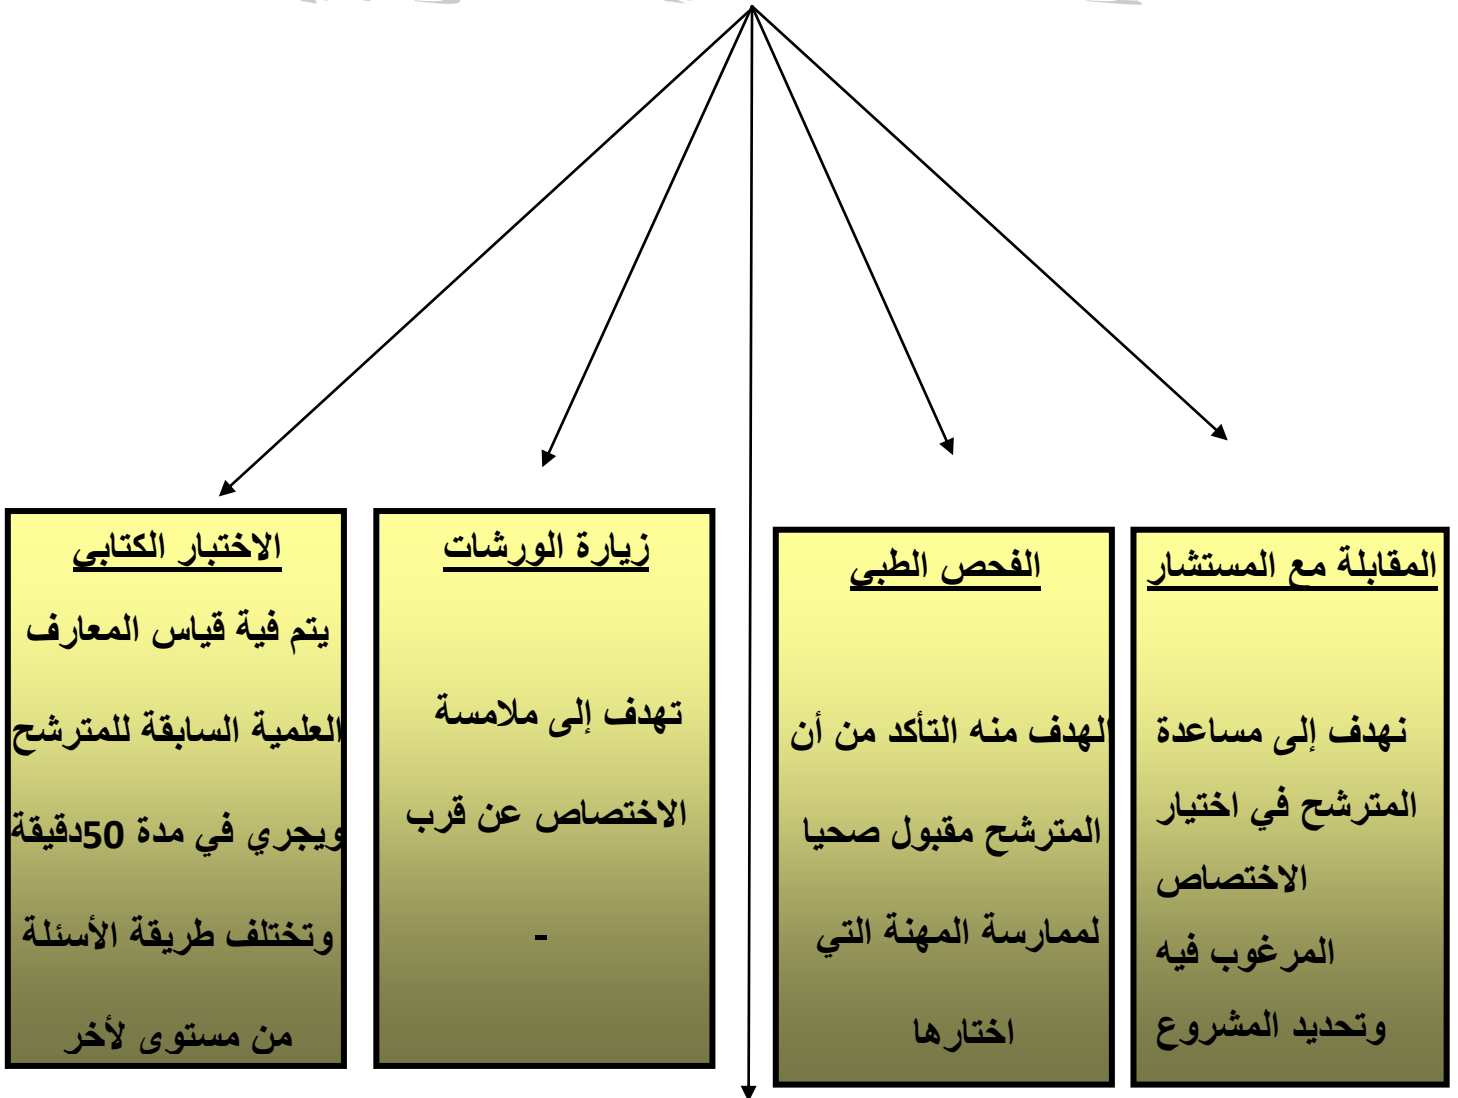 المقابلة مع المستشار
نهدف إلى مساعدة
المترشح في اختيار
الاختصاص
المرغوب فيه
وتحديد المشروع
الفحص الطبي
الهدف منه التأكد من أن
المترشح مقبول صحيا
لممارسة المهنة التي
اختارها
زيارة الورشات
تهدف إلى ملامسة
الاختصاص عن قرب
-
الاختبار الكتابي
يتم فية قياس المعارف
العلمية السابقة للمترشح
ويجري في مدة 50دقيقة
وتختلف طريقة الأسئلة
من مستوى لأخر